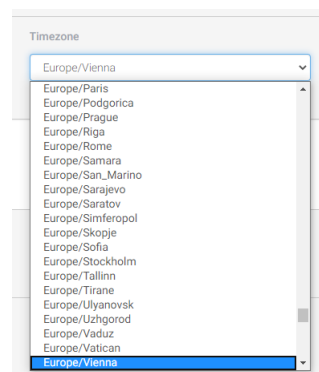 Timezone
Europe/Vienna
Europe/Paris
Europe/Podgorica
Europe/Prague
Europe/Riga
Europe/Rome
Europe/Samara
Europe/San_Marino
Europe/Sarajevo
Europe/Saratov
Europe/Simferopol
Europe/Skopje
Europe/Sofia
Europe/Stockholm
Europe/Tallinn
Europe/Tirane
Europe/Ulyanovsk
Europe/Uzhgorod
Europe/Vaduz
Europe/Vatican
Europe/Vienna